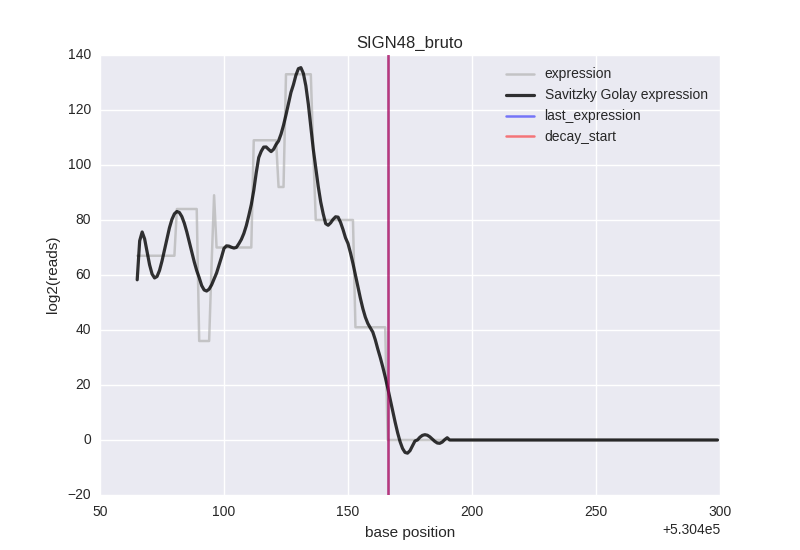 SIGN48_bruto
140
120
100
80
60
40
20
0
−20
log2(reads)
expression
Savitzky Golay expression
last_expression
decay_start
50
100
150
200
250
300
+5.304e5
base position